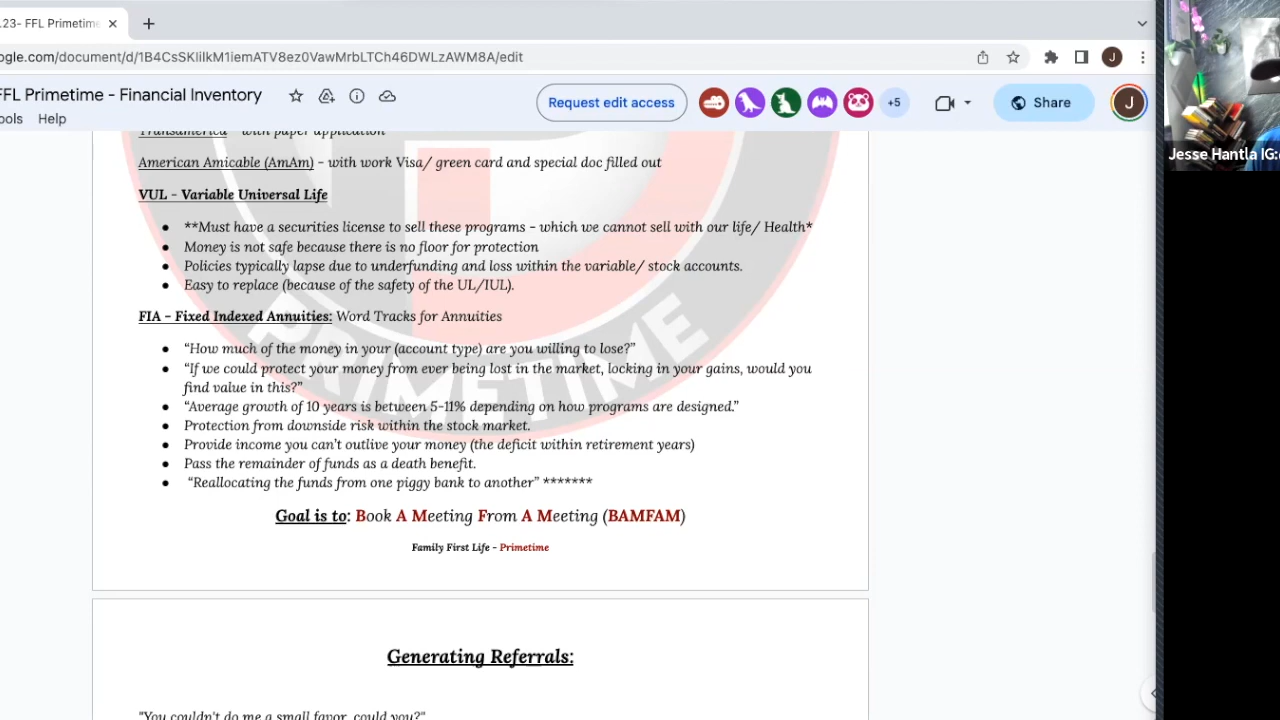 .23- FFL Primetime
ogle.com/document/d/1B4CsSKIilkM1iemATV8ez0VawMrbLTCh46DWLzAWM8A/edit
FFL Primetime - Financial Inventory
Request edit access
+5
Share
J
J
ools Help
Transamerica - with paper application
American Amicable (AmAm) - with work Visa/ green card and special doc filled out
VUL - Variable Universal Life
● **Must have a securities license to sell these programs - which we cannot sell with our life/ Health*
● Money is not safe because there is no floor for protection
● Policies typically lapse due to underfunding and loss within the variable/ stock accounts.
● Easy to replace (because of the safety of the UL/IUL).
FIA - Fixed Indexed Annuities: Word Tracks for Annuities
● “How much of the money in your (account type) are you willing to lose?”
● “If we could protect your money from ever being lost in the market, locking in your gains, would you
find value in this?”
● “Average growth of 10 years is between 5-11% depending on how programs are designed.”
● Protection from downside risk within the stock market.
● Provide income you can’t outlive your money (the deficit within retirement years)
● Pass the remainder of funds as a death benefit.
● “Reallocating the funds from one piggy bank to another” *******
PRIMETIME
Goal is to: Book A Meeting From A Meeting (BAMFAM)
Family First Life - Primetime
Generating Referrals:
"You couldn't do me a small favor, could you?"
Jesse Hantla IG: